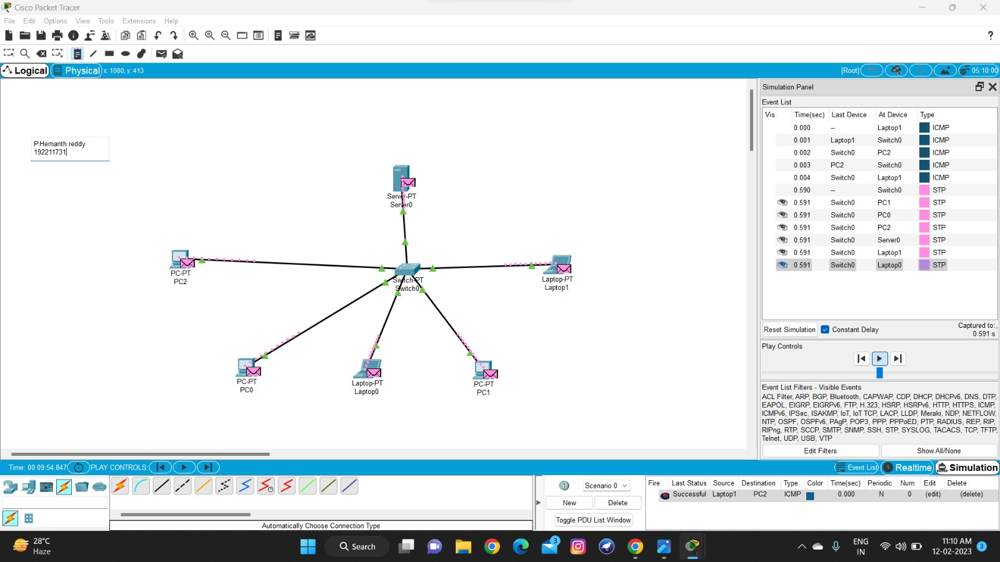 Cisco Packet Tracer
File Edit Options View Tools Extensions Help
Logical Physical x: 1080, y: 413 [Root] 05:10:00
P.Hemanth reddy
192211731
Server-PT
Server0
PC-PT
PC2
Switch-PT
Switch0
Laptop-PT
Laptop1
PC-PT
PC0
Laptop-PT
Laptop0
PC-PT
PC1
Simulation Panel
Event List
Vis. Time(sec) Last Device At Device Type
0.000 -- Laptop1 ICMP
0.001 Laptop1 Switch0 ICMP
0.002 Switch0 PC2 ICMP
0.003 PC2 Switch0 ICMP
0.004 Switch0 Laptop1 ICMP
0.590 -- Switch0 STP
0.591 Switch0 PC1 STP
0.591 Switch0 PC0 STP
0.591 Switch0 PC2 STP
0.591 Switch0 Server0 STP
0.591 Switch0 Laptop1 STP
0.591 Switch0 Laptop0 STP
Reset Simulation Constant Delay Captured to:
0.591 s
Play Controls
Event List Filters - Visible Events
ACL Filter, ARP, BGP, Bluetooth, CAPWAP, CDP, DHCP, DHCPv6, DNS, DTP,
EAPOL, EIGRP, EIGRPv6, FTP, H.323, HSRP, HSRPv6, HTTP, HTTPS, ICMP,
ICMPv6, IPSec, ISAKMP, IoT, IoT TCP, LACP, LLDP, Meraki, NDP, NETFLOW,
NTP, OSPF, OSPFv6, PAgP, POP3, PPP, PPPoED, PTP, RADIUS, REP, RIP,
RIPng, RTP, SCCP, SMTP, SNMP, SSH, STP, SYSLOG, TACACS, TCP, TFTP,
Telnet, UDP, USB, VTP
Edit Filters Show All/None
Time: 00:09:54.847 PLAY CONTROLS: Event List Realtime Simulation
Automatically Choose Connection Type
Scenario 0
New Delete
Toggle PDU List Window
Fire Last Status Source Destination Type Color Time(sec) Periodic Num Edit Delete
Successful Laptop1 PC2 ICMP 0.000 N 0 (edit) (delete)
28°C
Haze
Search
3
ENG
IN
11:10 AM
12-02-2023
3